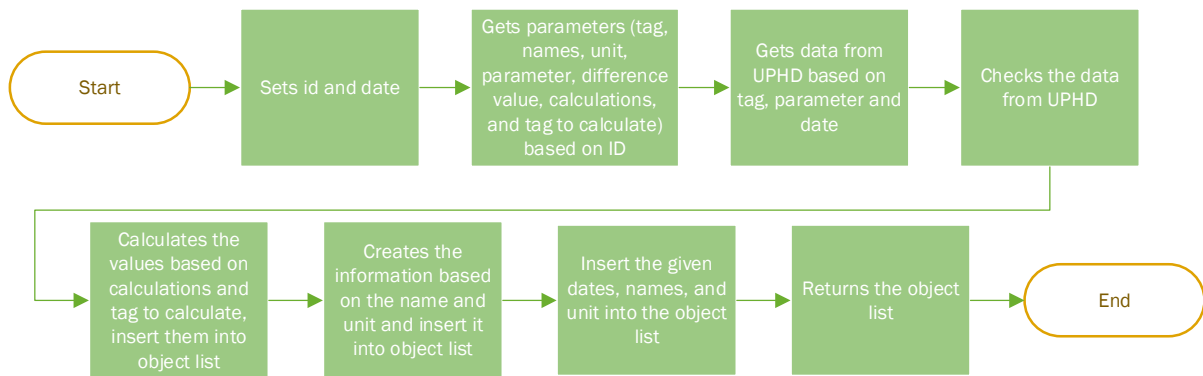 Start
Sets id and date
Gets parameters (tag,
names, unit,
parameter, difference
value, calculations,
and tag to calculate)
based on ID
Gets data from
UPHD based on
tag, parameter and
date
Checks the data
from UPHD
Calculates the
values based on
calculations and
tag to calculate,
insert them into
object list
Creates the
information based
on the name and
unit and insert it
into object list
Insert the given
dates, names, and
unit into the object
list
Returns the object
list
End